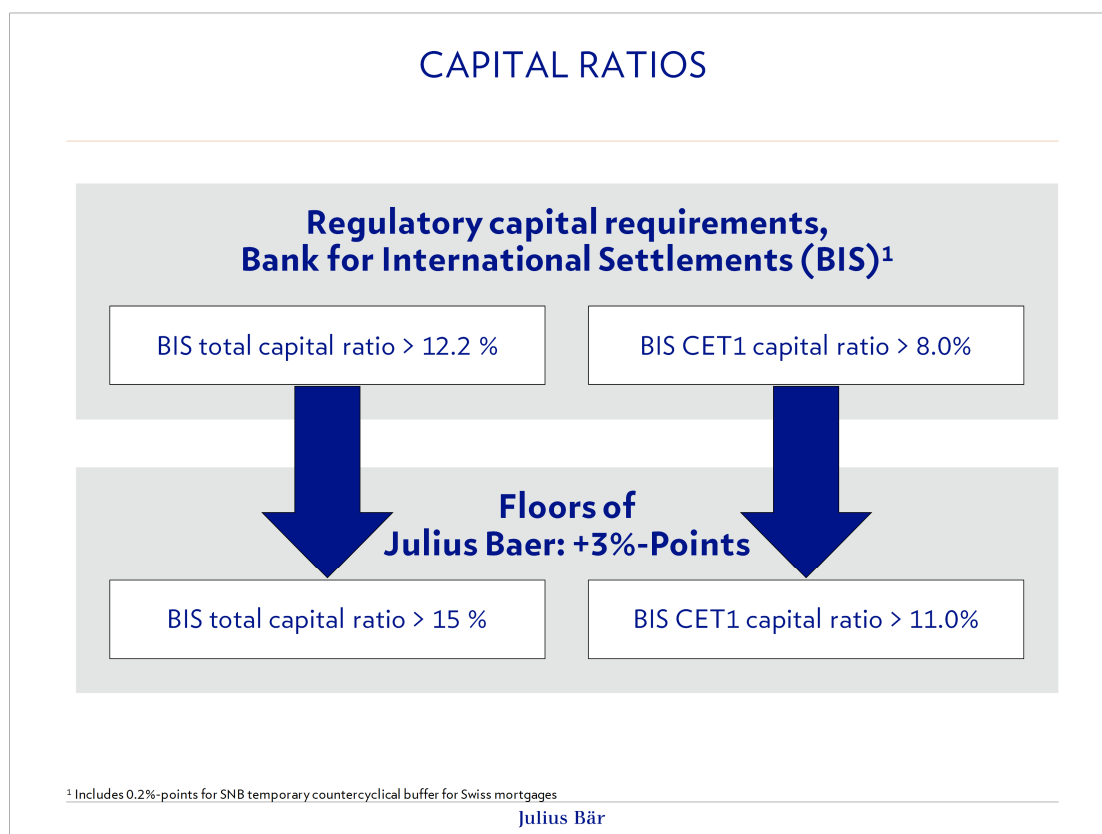 CAPITAL RATIOS
Regulatory capital requirements,
Bank for International Settlements (BIS)¹
BIS total capital ratio > 12.2 %
BIS CET1 capital ratio > 8.0%
Floors of
Julius Baer: +3%-Points
BIS total capital ratio > 15 %
BIS CET1 capital ratio > 11.0%
¹ Includes 0.2%-points for SNB temporary countercyclical buffer for Swiss mortgages
Julius Bär